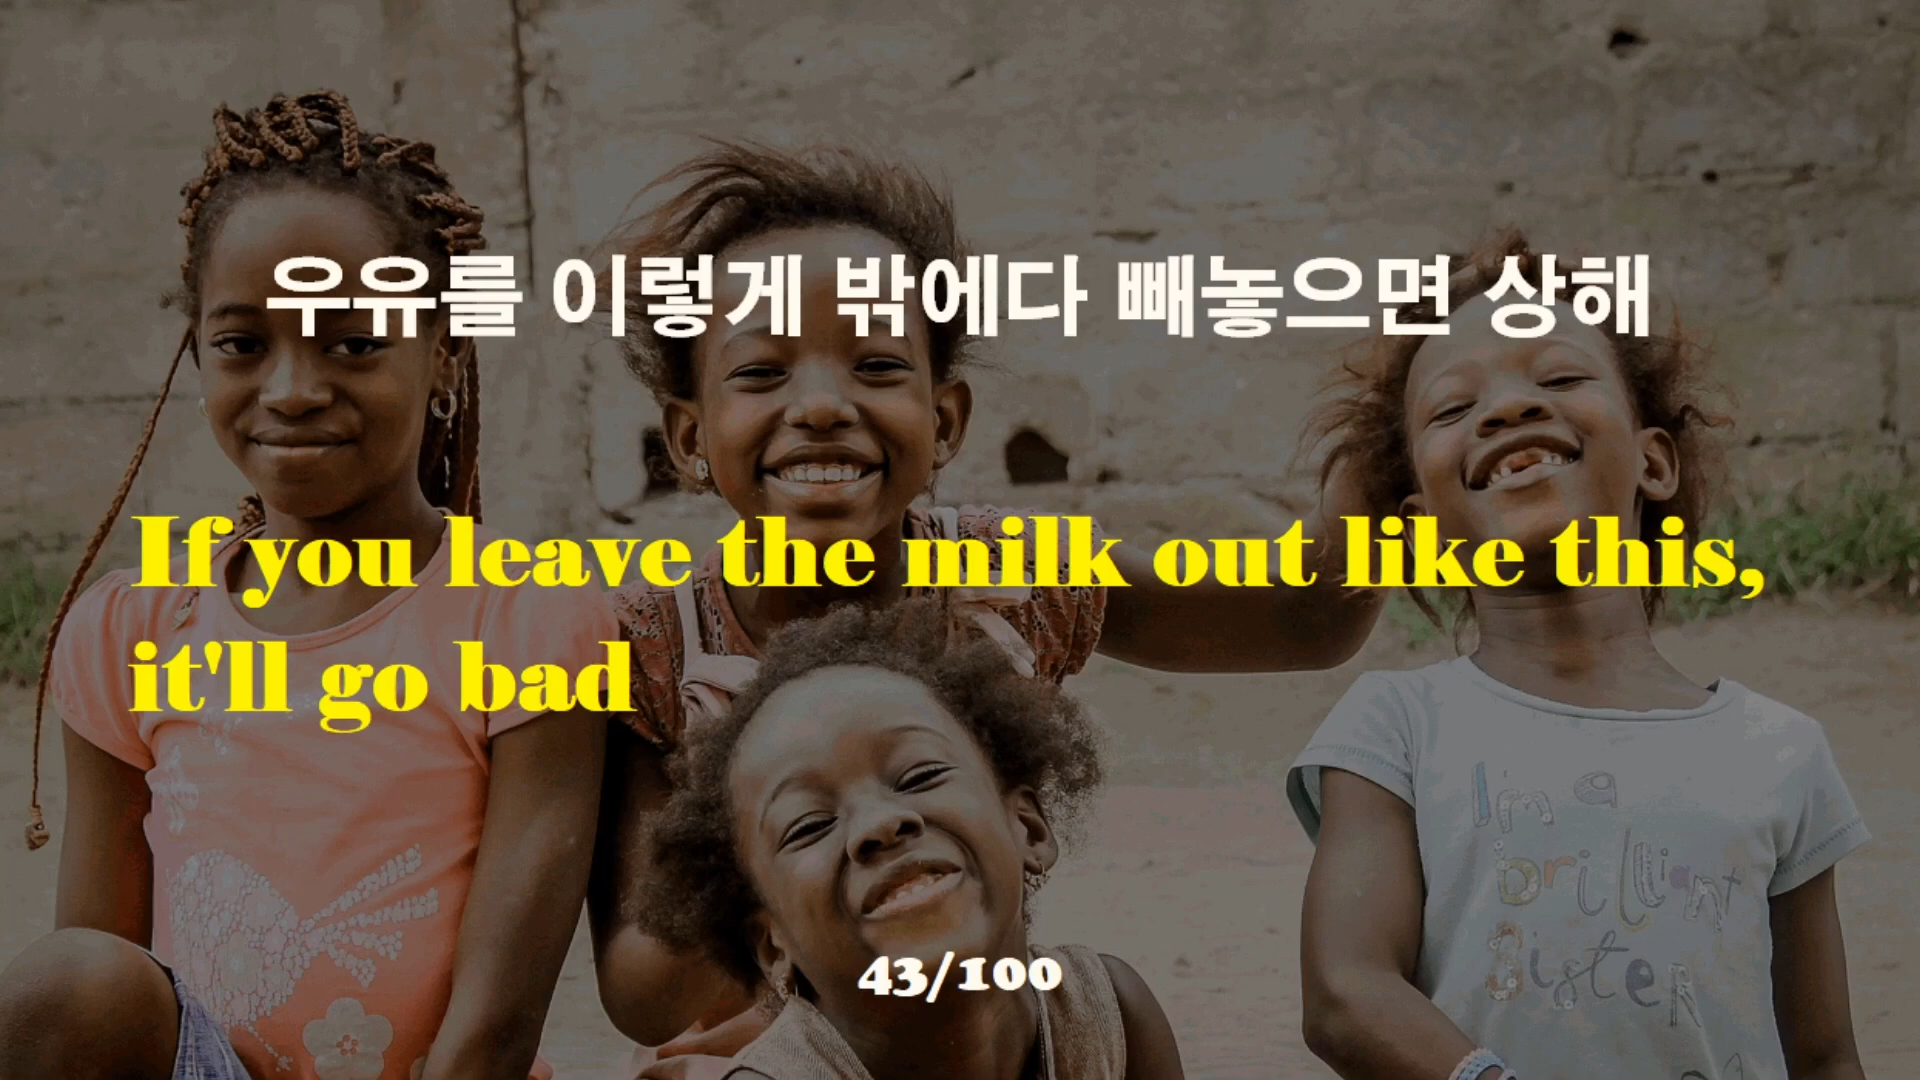 우유를 이렇게 밖에다 빼놓으면 상해
If you leave the milk out like this,
it'll go bad
I'm a
brilliant
Sister
43/100